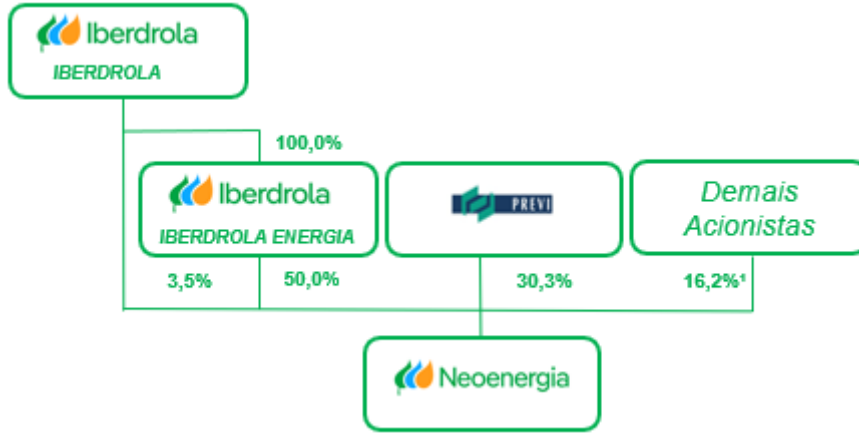 Iberdrola
IBERDROLA
100,0%
Iberdrola
IBERDROLA ENERGIA
PREVI
Demais
Acionistas
3,5%
50,0%
30,3%
16,2%¹
Neoenergia